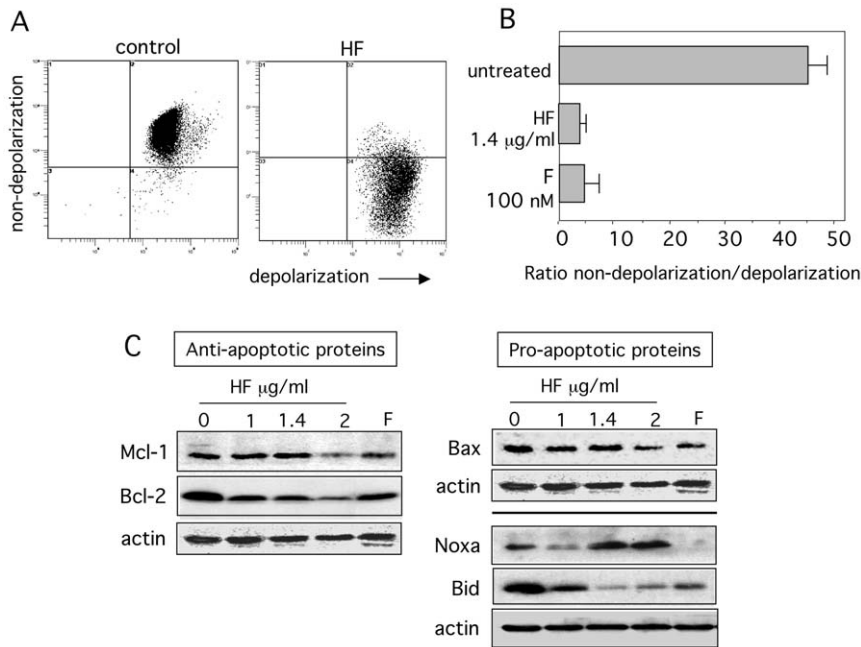 A
control
HF
non-depolarization
depolarization
B
untreated
HF
1.4 μg/ml
F
100 nM
0 10 20 30 40 50
Ratio non-depolarization/depolarization
C
Anti-apoptotic proteins
HF μg/ml
0 1 1.4 2 F
Mcl-1
Bcl-2
actin
Pro-apoptotic proteins
HF μg/ml
0 1 1.4 2 F
Bax
actin
Noxa
Bid
actin